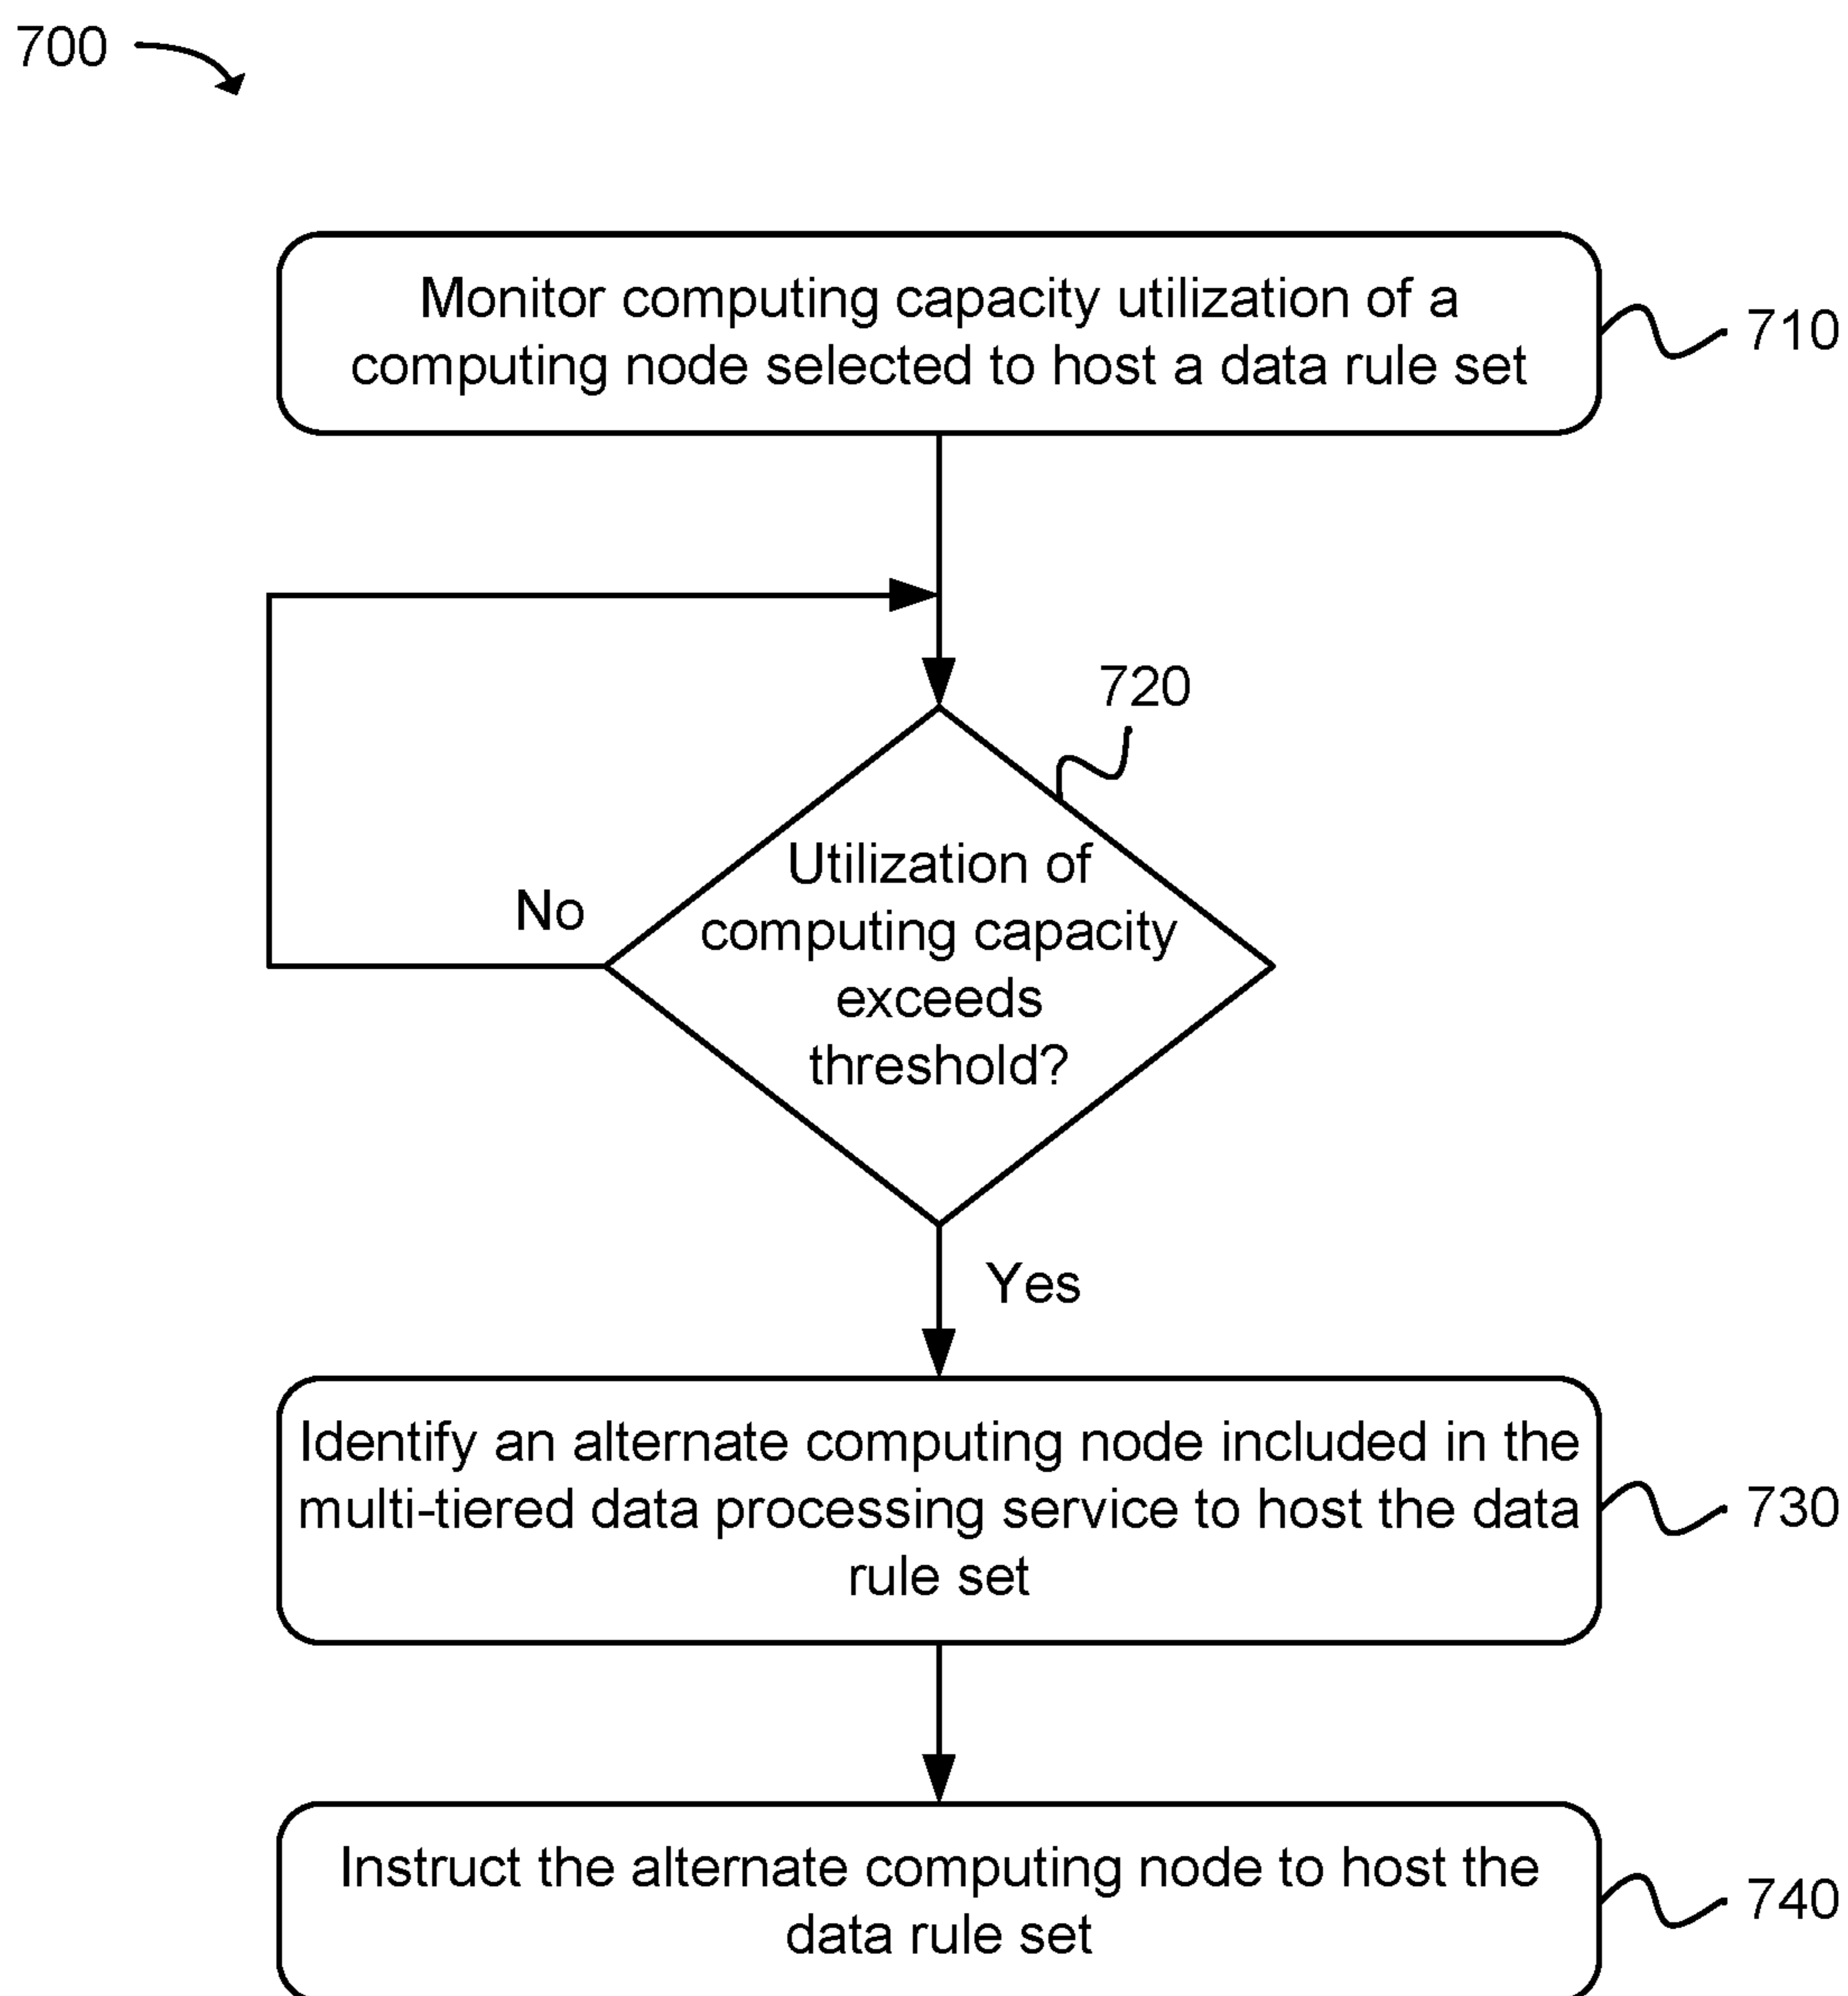 700
Monitor computing capacity utilization of a
computing node selected to host a data rule set
710
720
Utilization of
computing capacity
exceeds
threshold?
No
Yes
Identify an alternate computing node included in the
multi-tiered data processing service to host the data
rule set
730
Instruct the alternate computing node to host the
data rule set
740